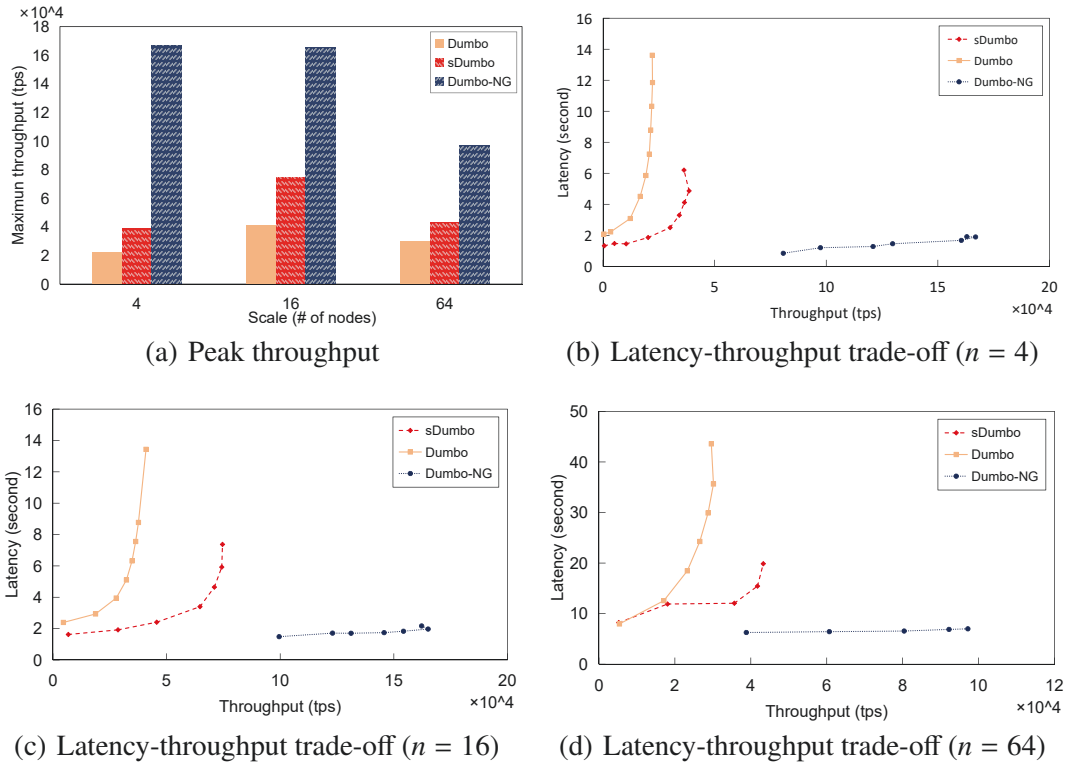 ×10^4
18
16
14
12
10
8
6
4
2
0
Maximun throughput (tps)
Dumbo
sDumbo
Dumbo-NG
4
16
64
Scale (# of nodes)
(a) Peak throughput
16
14
12
10
8
6
4
2
0
Latency (second)
sDumbo
Dumbo
Dumbo-NG
0
5
10
15
20
Throughput (tps)
×10^4
(b) Latency-throughput trade-off (n = 4)
16
14
12
10
8
6
4
2
0
Latency (second)
sDumbo
Dumbo
Dumbo-NG
0
5
10
15
20
Throughput (tps)
×10^4
(c) Latency-throughput trade-off (n = 16)
50
40
30
20
10
0
Latency (second)
sDumbo
Dumbo
Dumbo-NG
0
2
4
6
8
10
12
Throughput (tps)
×10^4
(d) Latency-throughput trade-off (n = 64)